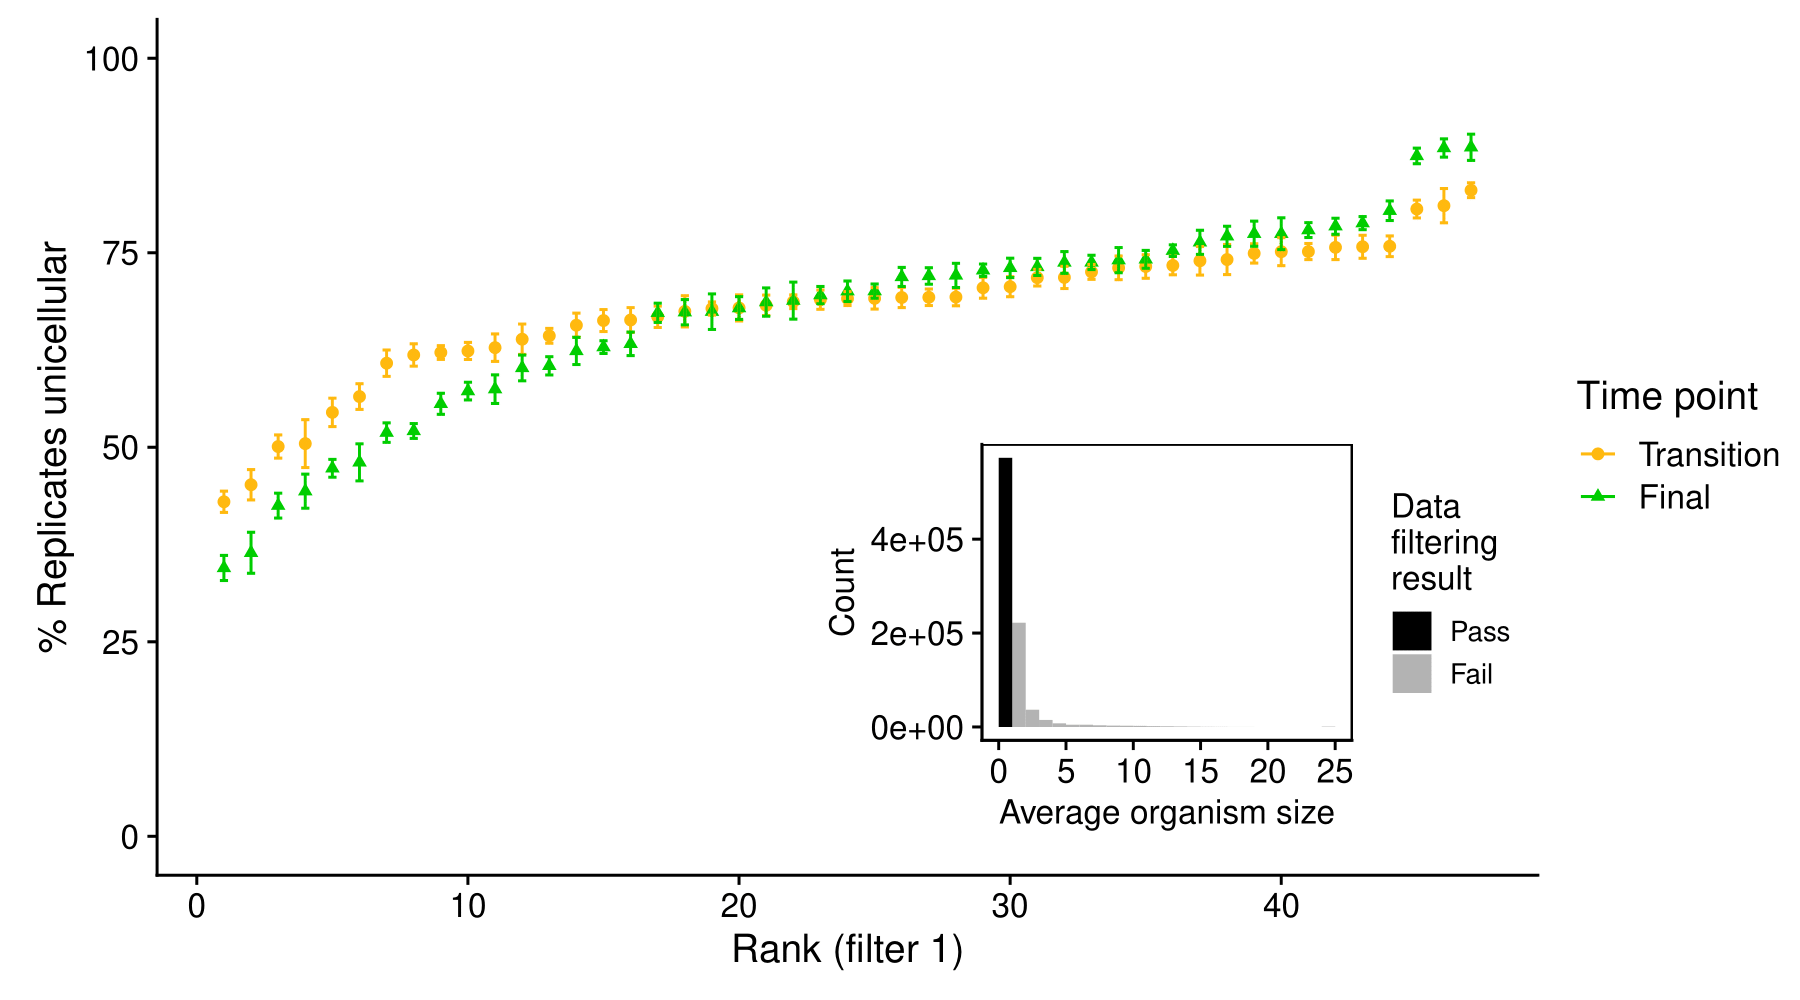 100
75
50
25
0
% Replicates unicellular
0
10
20
30
40
Rank (filter 1)
4e+05
2e+05
0e+00
Count
0
5
10
15
20
25
Average organism size
Data
filtering
result
Pass
Fail
Time point
Transition
Final